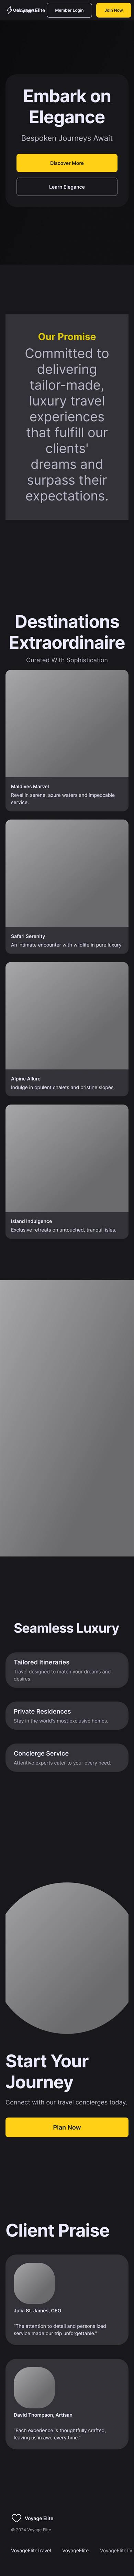 Voyage Elite
Member Login
Join Now
Embark on
Elegance
Bespoken Journeys Await
Discover More
Learn Elegance
Our Promise
Committed to
delivering
tailor-made,
luxury travel
experiences
that fulfill our
clients'
dreams and
surpass their
expectations.
Destinations
Extraordinaire
Curated With Sophistication
Maldives Marvel
Revel in serene, azure waters and impeccable
service.
Safari Serenity
An intimate encounter with wildlife in pure luxury.
Alpine Allure
Indulge in opulent chalets and pristine slopes.
Island Indulgence
Exclusive retreats on untouched, tranquil isles.
Seamless Luxury
Tailored Itineraries
Travel designed to match your dreams and
desires.
Private Residences
Stay in the world's most exclusive homes.
Concierge Service
Attentive experts cater to your every need.
Start Your
Journey
Connect with our travel concierges today.
Plan Now
Client Praise
Julia St. James, CEO
"The attention to detail and personalized
service made our trip unforgettable."
David Thompson, Artisan
"Each experience is thoughtfully crafted,
leaving us in awe every time."
Voyage Elite
© 2024 Voyage Elite
VoyageEliteTravel
VoyageElite
VoyageEliteTV